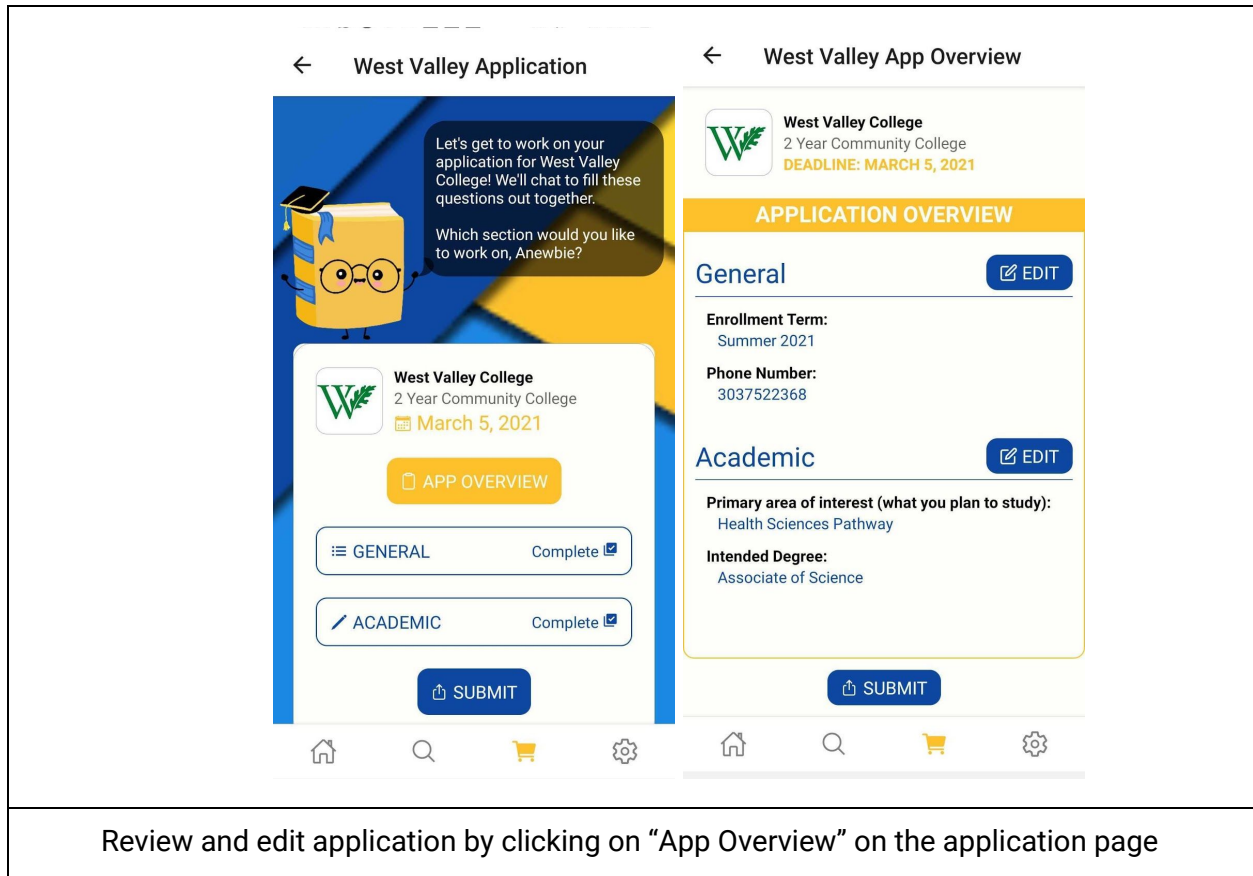 West Valley Application
Let's get to work on your
application for West Valley
College! We'll chat to fill these
questions out together.
Which section would you like
to work on, Anewbie?
West Valley College
2 Year Community College
March 5, 2021
APP OVERVIEW
GENERAL Complete
ACADEMIC Complete
SUBMIT
West Valley App Overview
West Valley College
2 Year Community College
DEADLINE: MARCH 5, 2021
APPLICATION OVERVIEW
General EDIT
Enrollment Term:
Summer 2021
Phone Number:
3037522368
Academic EDIT
Primary area of interest (what you plan to study):
Health Sciences Pathway
Intended Degree:
Associate of Science
SUBMIT
Review and edit application by clicking on “App Overview” on the application page